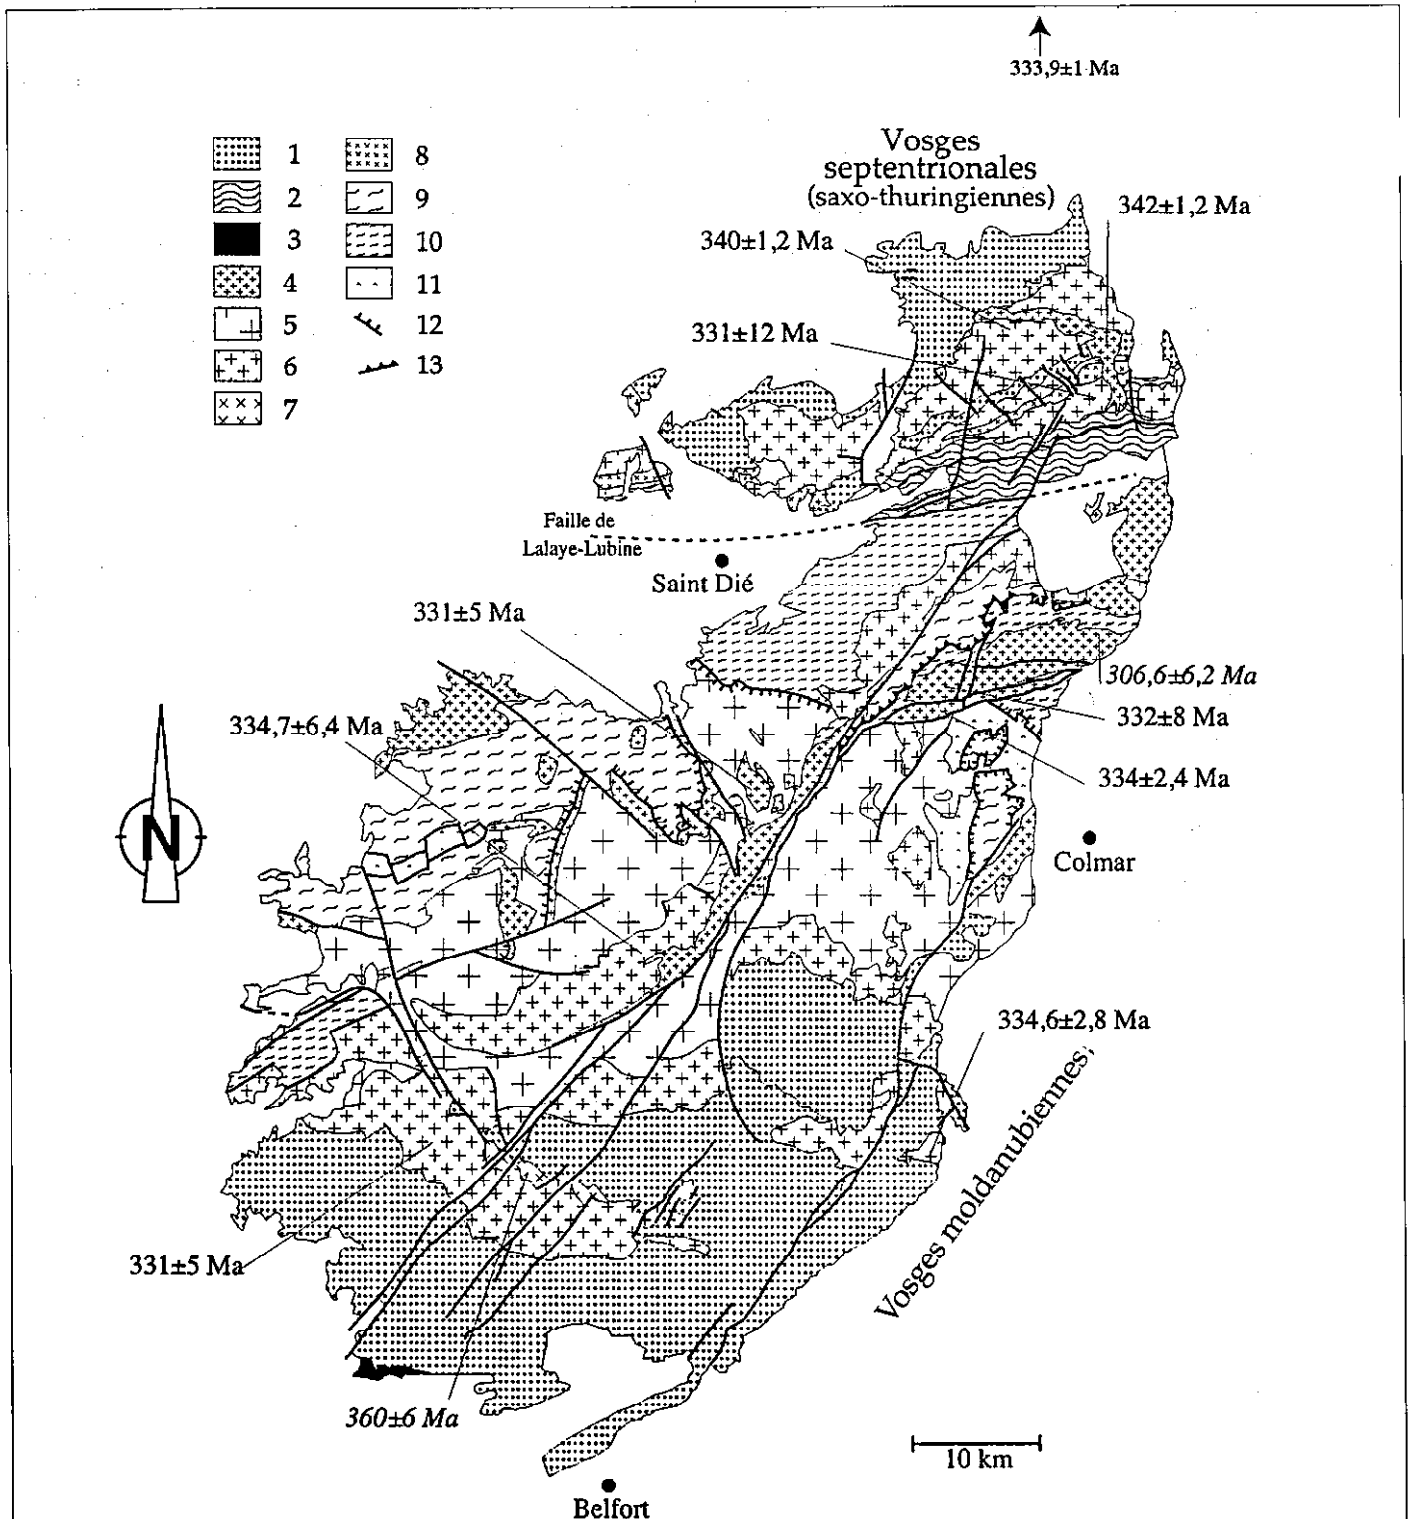 333,9±1 Ma
Vosges
septentrionales
(saxo-thuringiennes)
342±1,2 Ma
340±1,2 Ma
331±12 Ma
1
2
3
4
5
6
7
8
9
10
11
12
13
Faille de
Lalaye-Lubine
Saint Dié
331±5 Ma
306,6±6,2 Ma
332±8 Ma
334,7±6,4 Ma
334±2,4 Ma
N
Colmar
334,6±2,8 Ma
Vosges moldanubiennes
331±5 Ma
360±6 Ma
10 km
Belfort